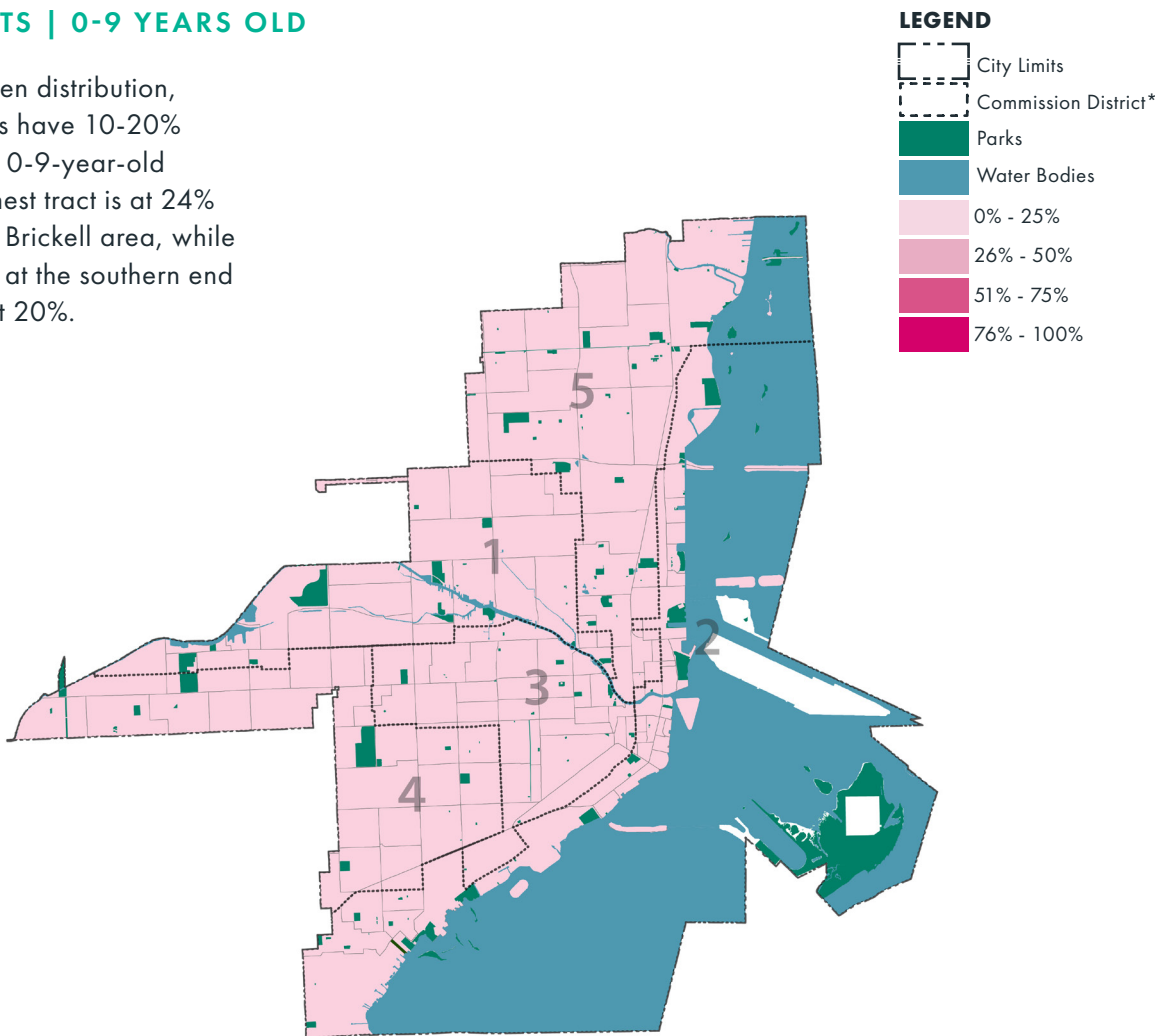 TS | 0-9 YEARS OLD
en distribution,
s have 10-20%
0-9-year-old
nest tract is at 24%
Brickell area, while
at the southern end
t 20%.
LEGEND
City Limits
Commission District*
Parks
Water Bodies
0% - 25%
26% - 50%
51% - 75%
76% - 100%
5
1
2
3
4